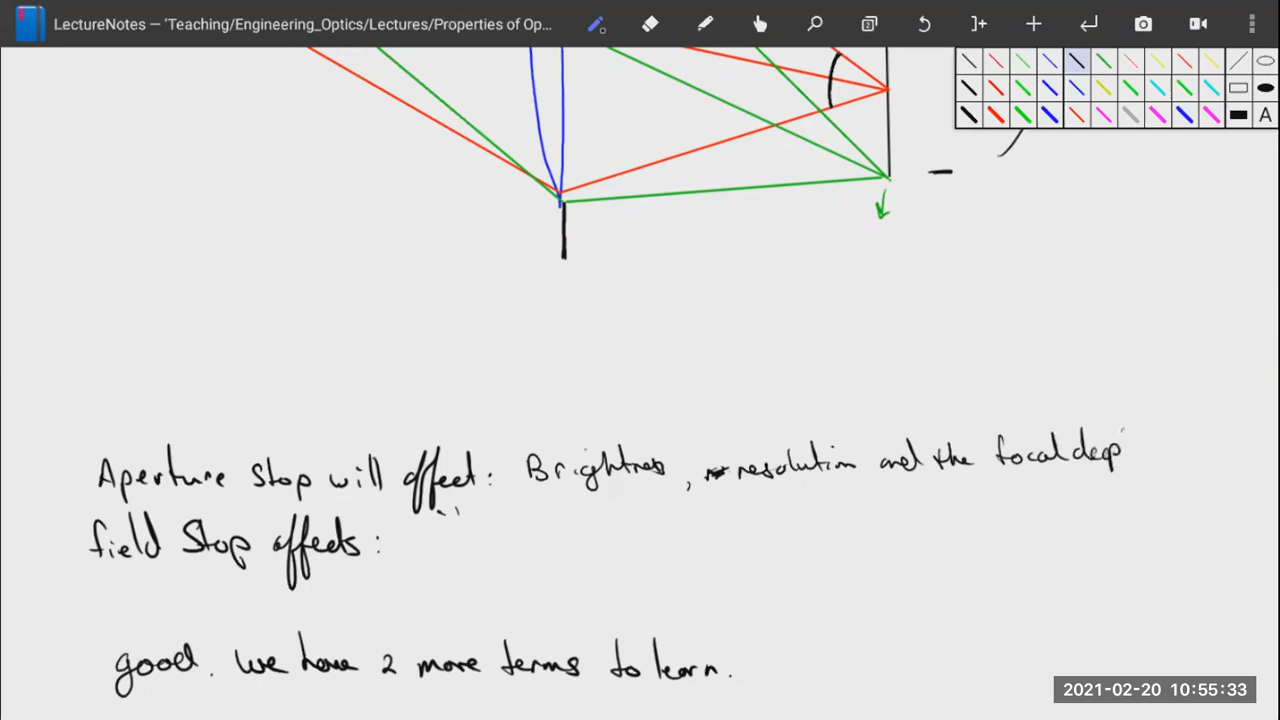 LectureNotes — 'Teaching/Engineering_Optics/Lectures/Properties of Op...
A
Aperture Stop will affect: Brightness, resolution and the focal dep
field Stop affects:
good. we have 2 more terms to learn.
2021-02-20 10:55:33